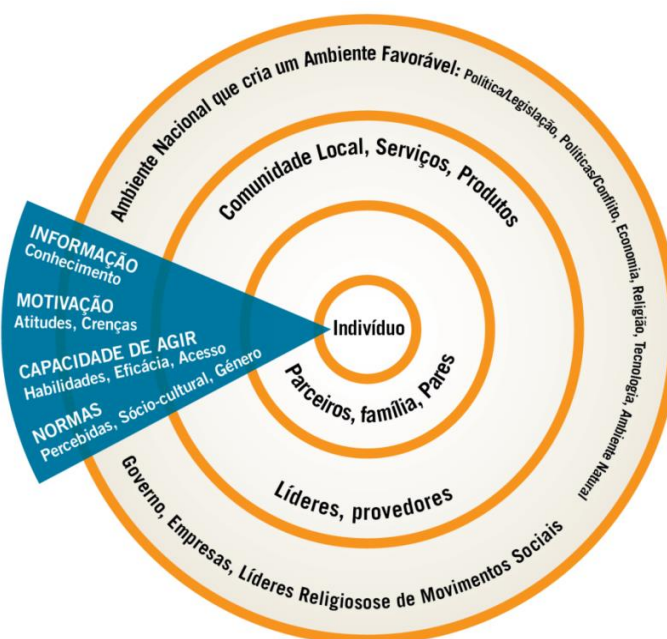 Ambiente Nacional que cria um Ambiente Favorável: Política/Legislação, Políticas/Conflito, Economia, Religião, Tecnologia, Ambiente Natural
Comunidade Local, Serviços, Produtos
INFORMAÇÃO
Conhecimento
MOTIVAÇÃO
Atitudes, Crenças
CAPACIDADE DE AGIR
Habilidades, Eficácia, Acesso
NORMAS
Percebidas, Sócio-cultural, Género
Indivíduo
Parceiros, família, Pares
Líderes, provedores
Governo, Empresas, Líderes Religiosose de Movimentos Sociais